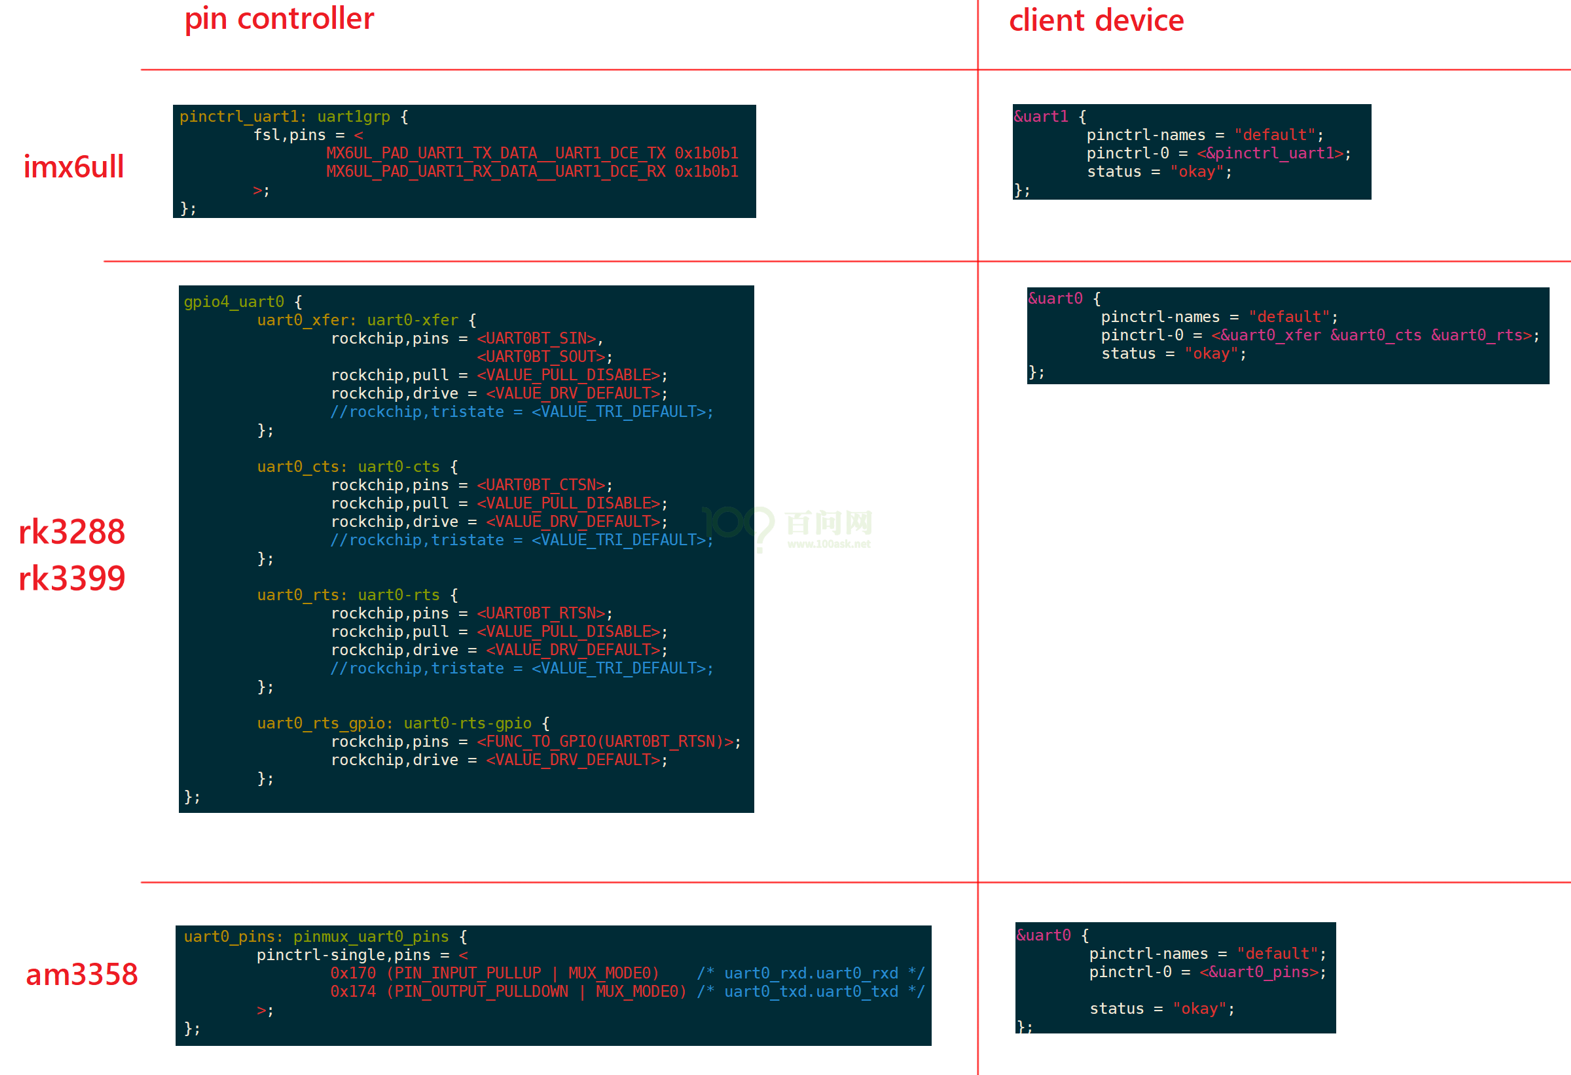 pin controller
client device
imx6ull
pinctrl_uart1: uart1grp {
        fsl,pins = <
                MX6UL_PAD_UART1_TX_DATA__UART1_DCE_TX 0x1b0b1
                MX6UL_PAD_UART1_RX_DATA__UART1_DCE_RX 0x1b0b1
        >;
};
&uart1 {
        pinctrl-names = "default";
        pinctrl-0 = <&pinctrl_uart1>;
        status = "okay";
};
rk3288
rk3399
gpio4_uart0 {
        uart0_xfer: uart0-xfer {
                rockchip,pins = <UART0BT_SIN>,
                                <UART0BT_SOUT>;
                rockchip,pull = <VALUE_PULL_DISABLE>;
                rockchip,drive = <VALUE_DRV_DEFAULT>;
                //rockchip,tristate = <VALUE_TRI_DEFAULT>;
        };
        uart0_cts: uart0-cts {
                rockchip,pins = <UART0BT_CTSN>;
                rockchip,pull = <VALUE_PULL_DISABLE>;
                rockchip,drive = <VALUE_DRV_DEFAULT>;
                //rockchip,tristate = <VALUE_TRI_DEFAULT>;
        };
        uart0_rts: uart0-rts {
                rockchip,pins = <UART0BT_RTSN>;
                rockchip,pull = <VALUE_PULL_DISABLE>;
                rockchip,drive = <VALUE_DRV_DEFAULT>;
                //rockchip,tristate = <VALUE_TRI_DEFAULT>;
        };
        uart0_rts_gpio: uart0-rts-gpio {
                rockchip,pins = <FUNC_TO_GPIO(UART0BT_RTSN)>;
                rockchip,drive = <VALUE_DRV_DEFAULT>;
        };
};
&uart0 {
        pinctrl-names = "default";
        pinctrl-0 = <&uart0_xfer &uart0_cts &uart0_rts>;
        status = "okay";
};
100?
百问网
www.100ask.net
am3358
uart0_pins: pinmux_uart0_pins {
        pinctrl-single,pins = <
                0x170 (PIN_INPUT_PULLUP | MUX_MODE0)    /* uart0_rxd.uart0_rxd */
                0x174 (PIN_OUTPUT_PULLDOWN | MUX_MODE0) /* uart0_txd.uart0_txd */
        >;
};
&uart0 {
        pinctrl-names = "default";
        pinctrl-0 = <&uart0_pins>;
        status = "okay";
};